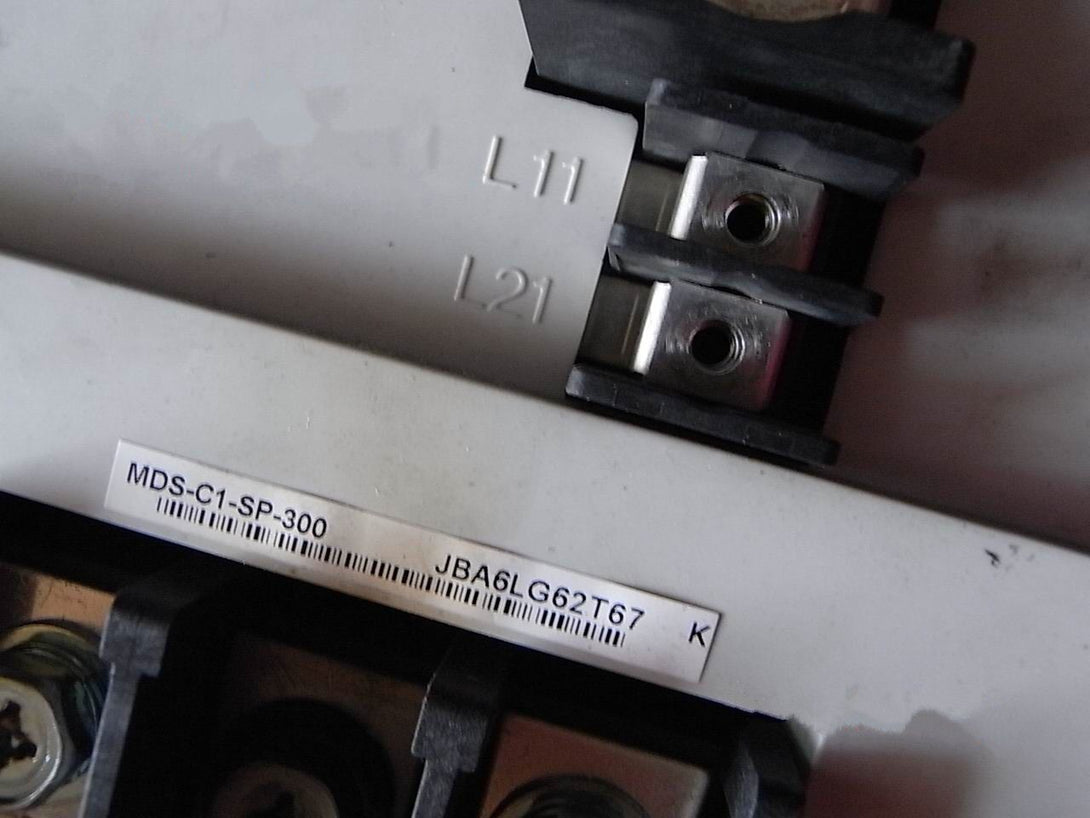 L11
L21
MDS-C1-SP-300
JBA6LG62T67 K